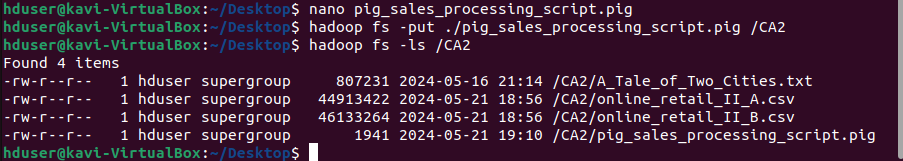 hduser@kavi-VirtualBox:~/Desktop$ nano pig_sales_processing_script.pig
hduser@kavi-VirtualBox:~/Desktop$ hadoop fs -put ./pig_sales_processing_script.pig /CA2
hduser@kavi-VirtualBox:~/Desktop$ hadoop fs -ls /CA2
Found 4 items
-rw-r--r--   1 hduser supergroup     807231 2024-05-16 21:14 /CA2/A_Tale_of_Two_Cities.txt
-rw-r--r--   1 hduser supergroup   44913422 2024-05-21 18:56 /CA2/online_retail_II_A.csv
-rw-r--r--   1 hduser supergroup   46133264 2024-05-21 18:56 /CA2/online_retail_II_B.csv
-rw-r--r--   1 hduser supergroup       1941 2024-05-21 19:10 /CA2/pig_sales_processing_script.pig
hduser@kavi-VirtualBox:~/Desktop$